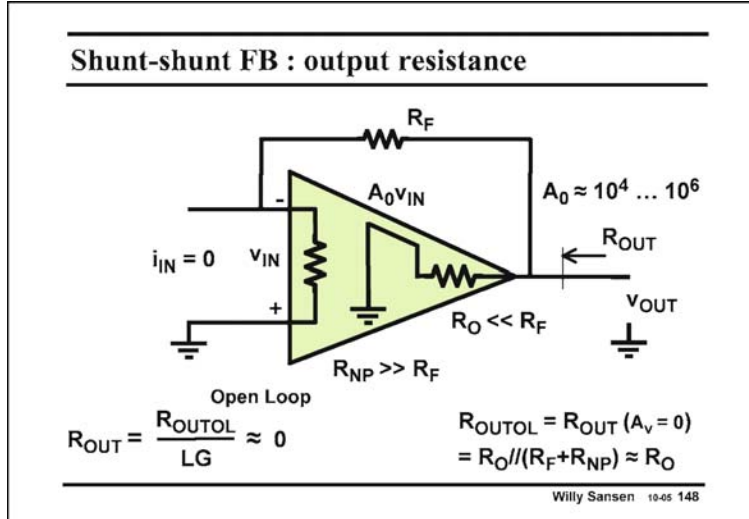 Shunt-shunt FB : output resistance
R_F
A_0v_IN
A_0 ≈ 10^4 ... 10^6
-
R_OUT
i_IN = 0
v_IN
+
v_OUT
R_O << R_F
R_NP >> R_F
Open Loop
R_OUT = R_OUTOL / LG ≈ 0
R_OUTOL = R_OUT (A_v = 0)
= R_O//(R_F+R_NP) ≈ R_O
Willy Sansen 10-05 148